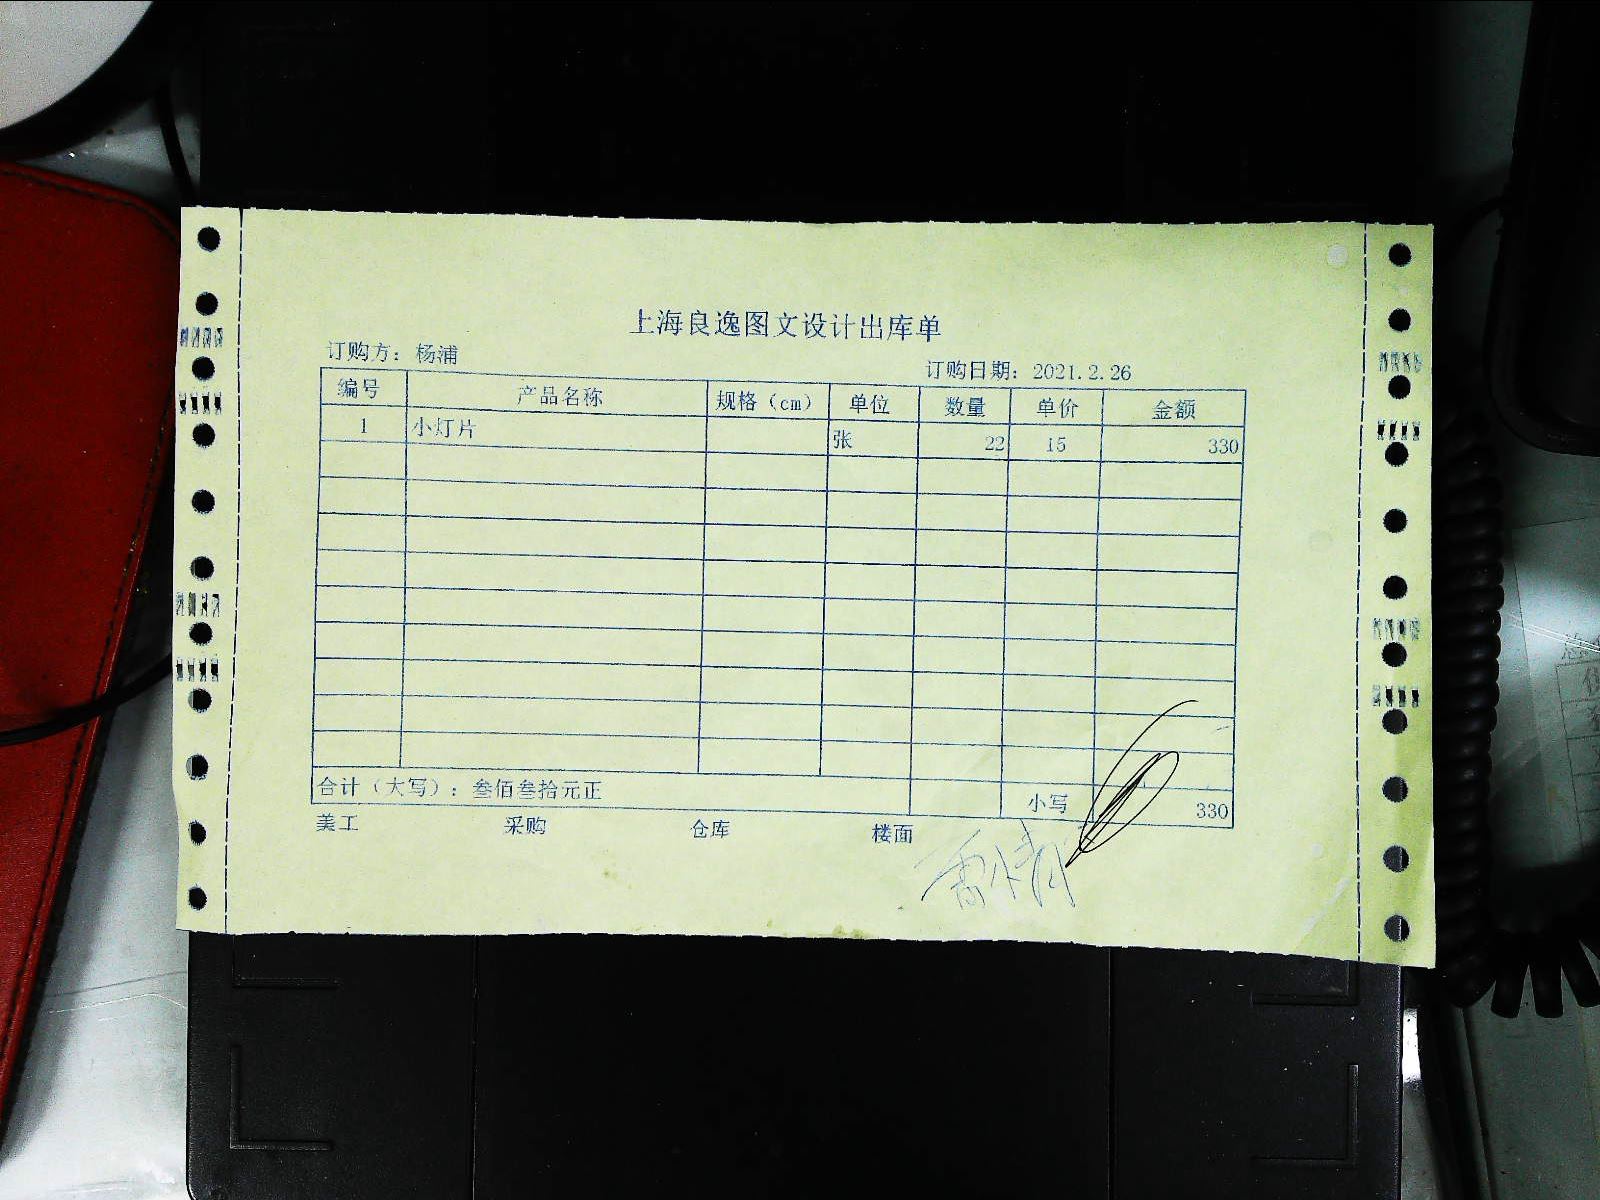 上海良逸图文设计出库单
订购方：杨浦 订购日期：2021.2.26
编号 产品名称 规格（cm） 单位 数量 单价 金额
1 小灯片 张 22 15 330
合计（大写）：叁佰叁拾元正 小写 330
美工 采购 仓库 楼面